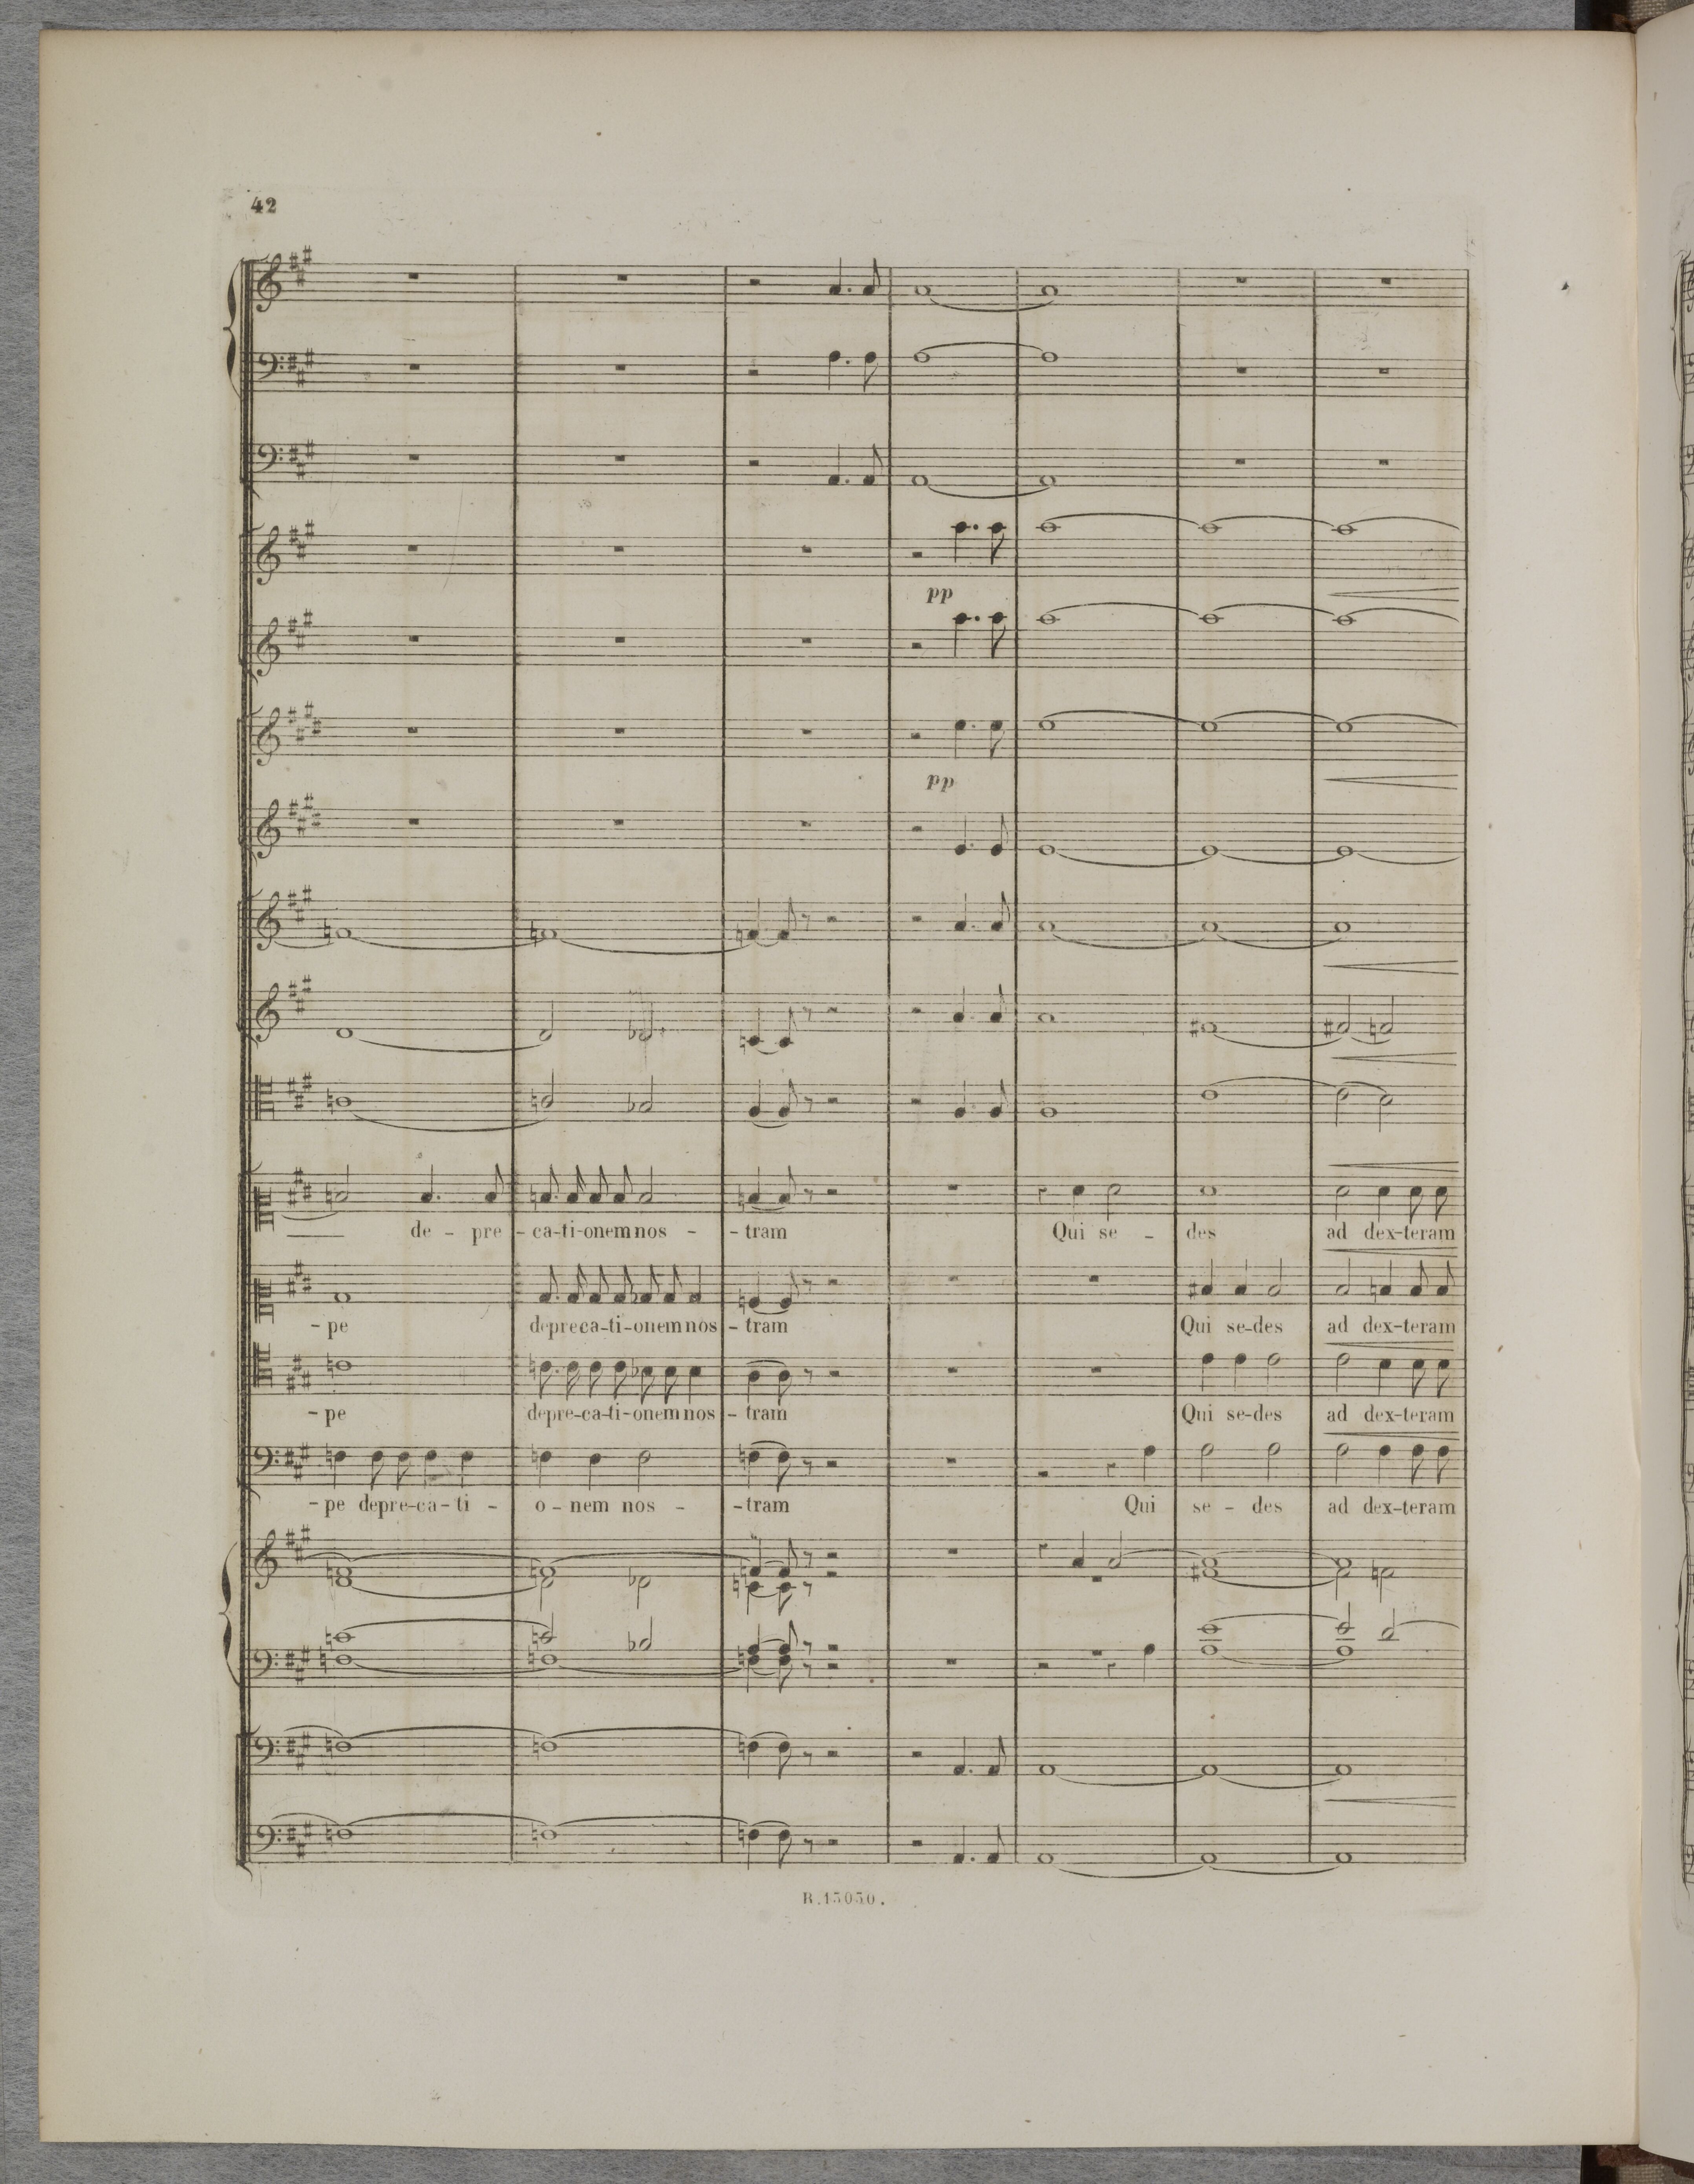 42
pp
pp
de - pre - ca-ti-onem nos - - tram Qui se - des ad dex-teram
- pe depreca-ti-onem nos - tram Qui se-des ad dex-teram
- pe depre-ca-ti-onem nos - tram Qui se-des ad dex-teram
- pe depre-ca-ti - o - nem nos - - tram Qui se - des ad dex-teram
R.13030.